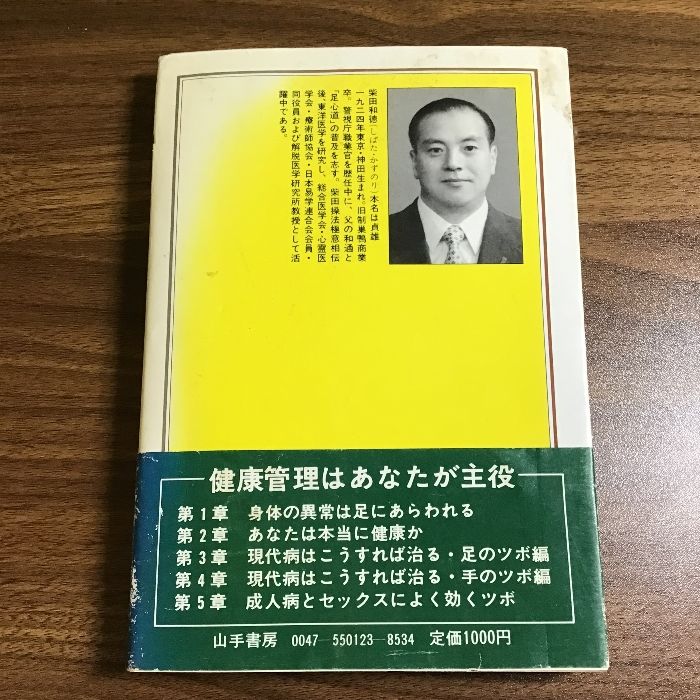 柴田和徳(しばた・かずのり)本名は貞雄
一九二四年東京・神田生まれ。旧制巣鴨商業
卒。警視庁職業官を歴任中に、父の和通と
「足心道」の普及を志す。柴田操法極意相伝
後、東洋医学を研究し、総合医学会・心霊医
学会・療術師協会・日本易学連合会会員・
同役員および解脱医学研究所教授として活
躍中である。
健康管理はあなたが主役
第1章 身体の異常は足にあらわれる
第2章 あなたは本当に健康か
第3章 現代病はこうすれば治る・足のツボ編
第4章 現代病はこうすれば治る・手のツボ編
第5章 成人病とセックスによく効くツボ
山手書房 0047-550123-8534 定価1000円